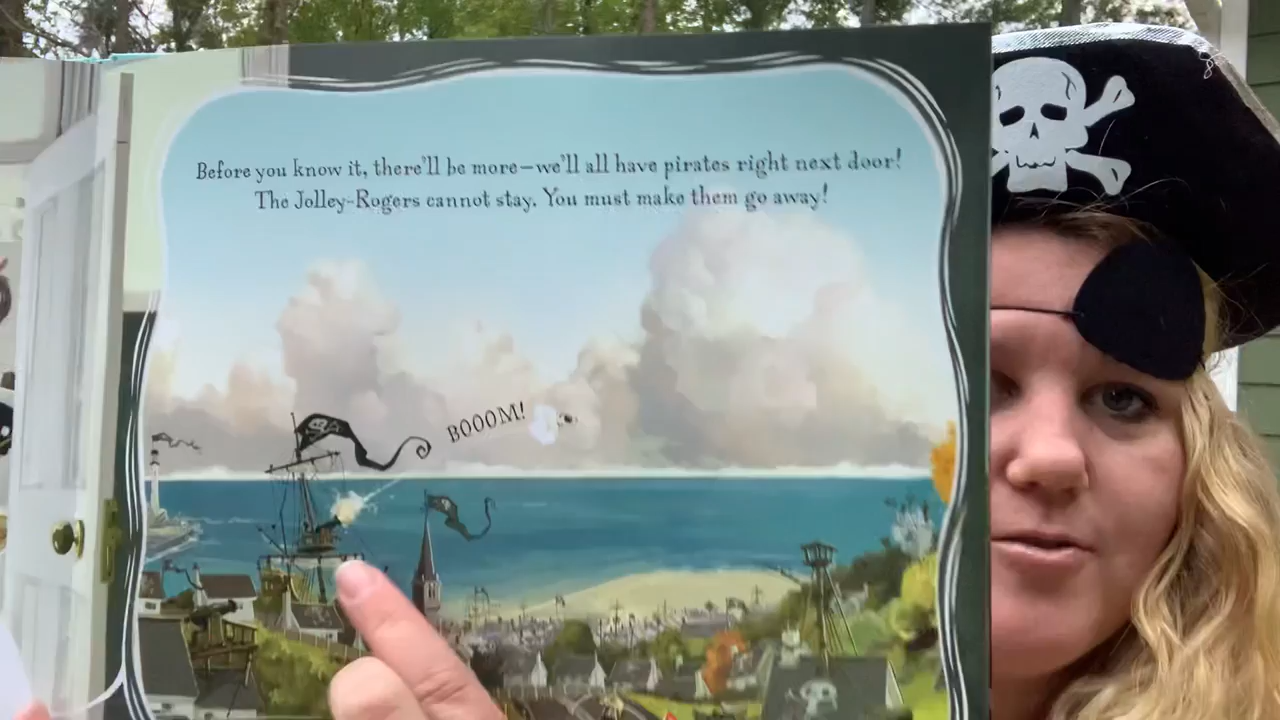 Before you know it, there'll be more—we'll all have pirates right next door!
The Jolley-Rogers cannot stay. You must make them go away!
BOOOM!